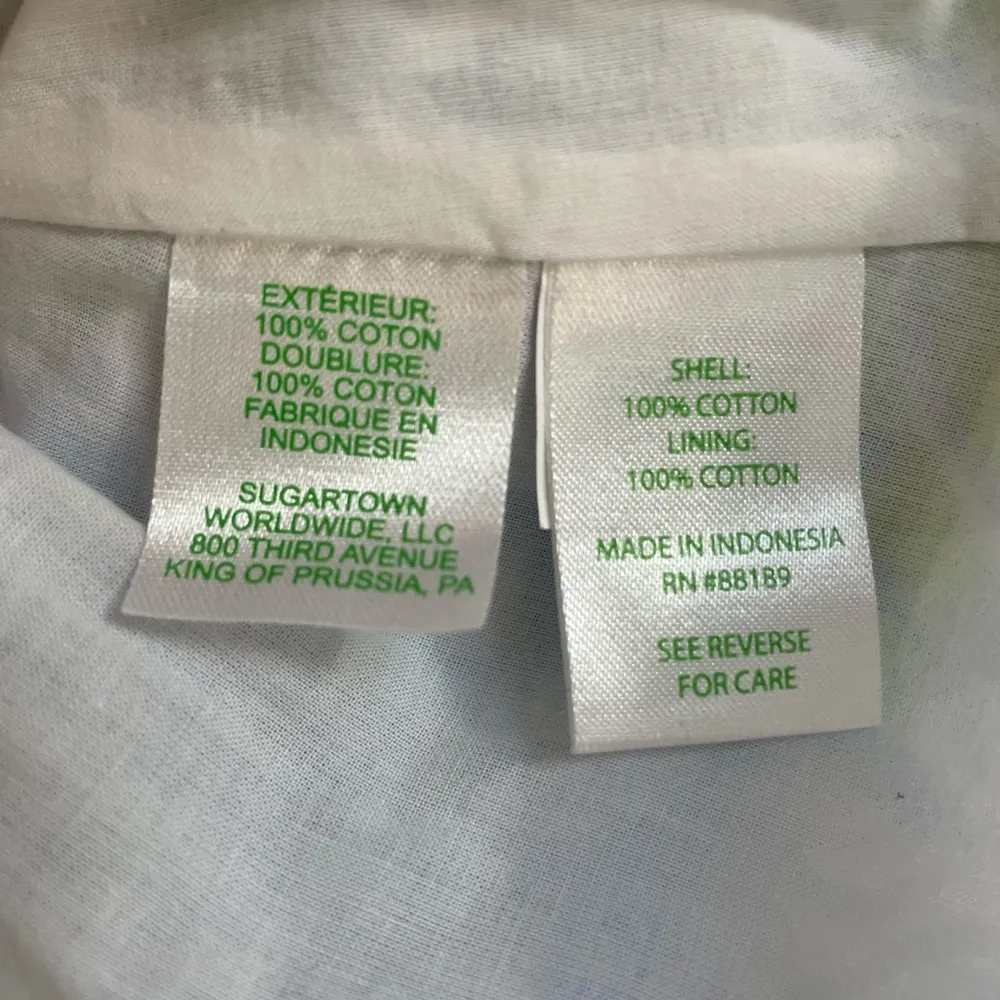 EXTÉRIEUR:
100% COTON
DOUBLURE:
100% COTON
FABRIQUE EN
INDONESIE
SUGARTOWN
WORLDWIDE, LLC
800 THIRD AVENUE
KING OF PRUSSIA, PA
SHELL:
100% COTTON
LINING:
100% COTTON
MADE IN INDONESIA
RN #88189
SEE REVERSE
FOR CARE